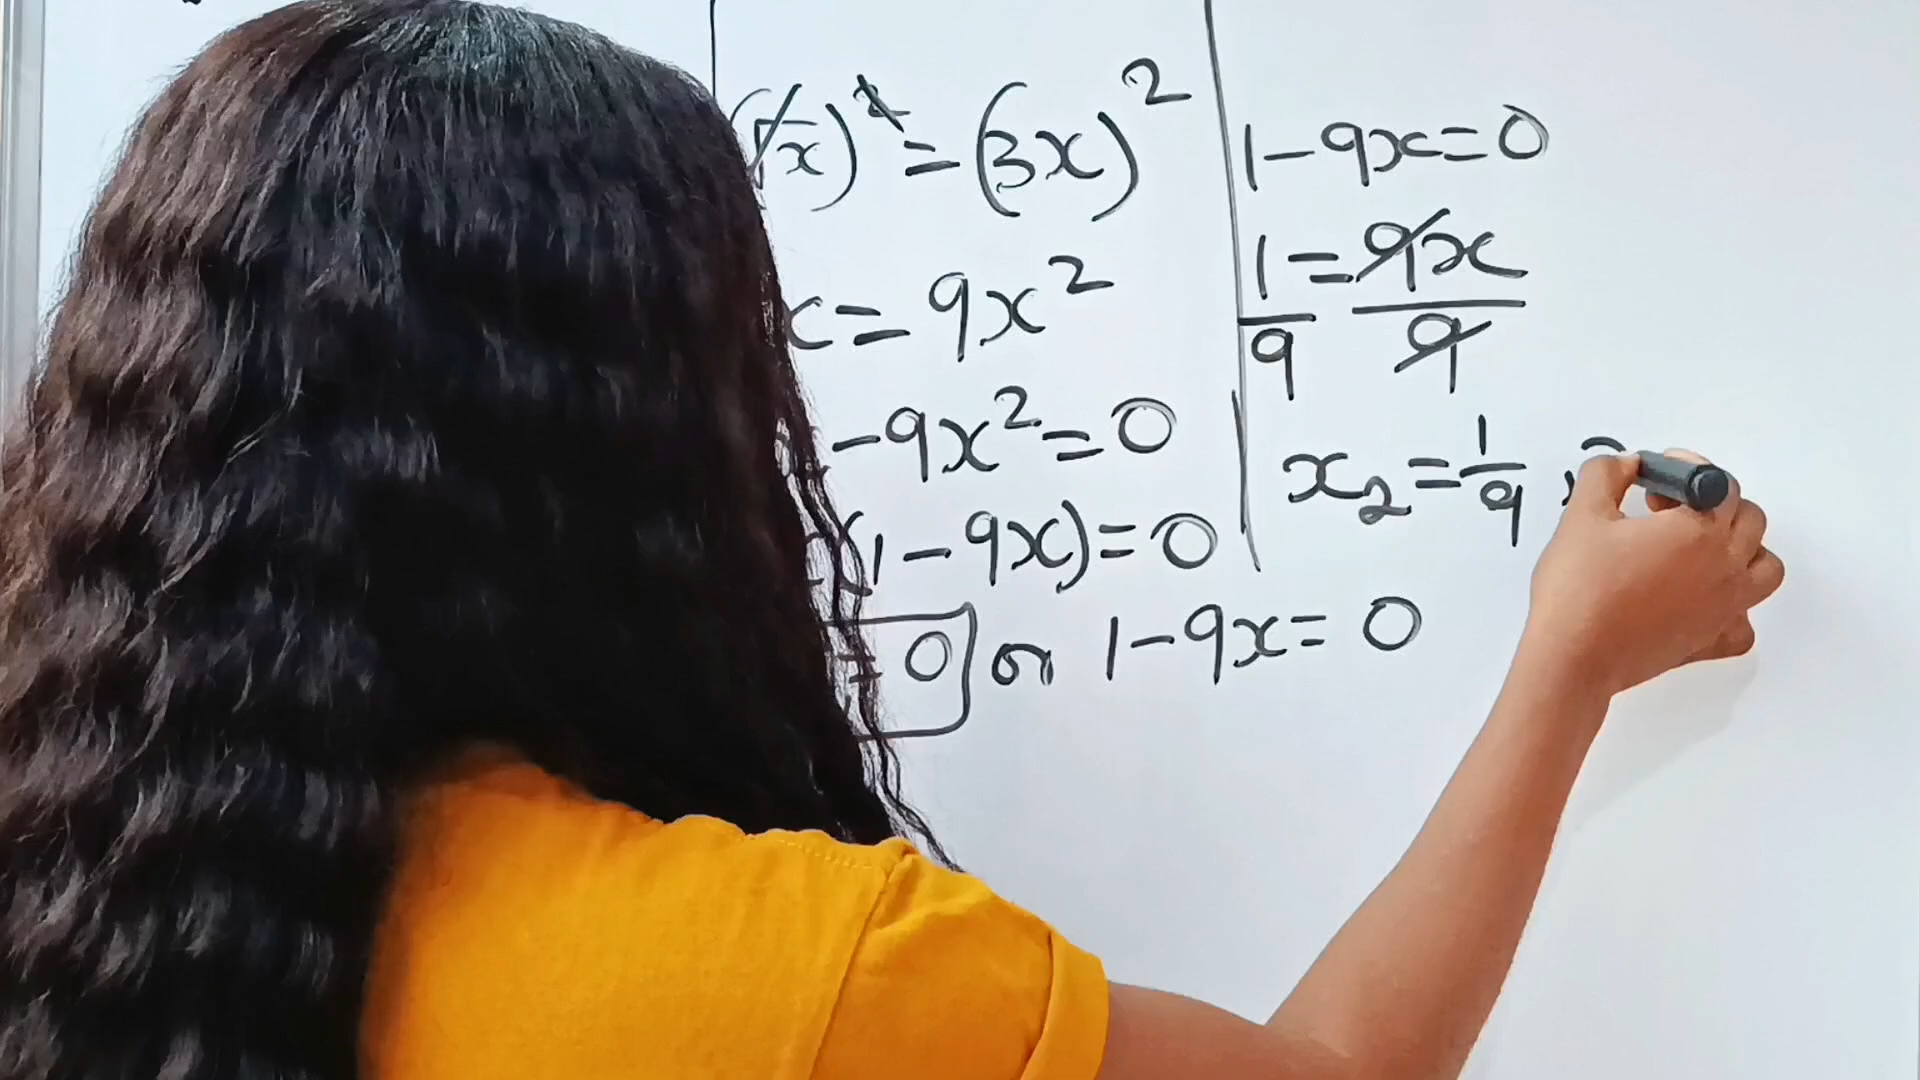 (√x)² = (3x)²
x = 9x²
- 9x² = 0
(1 - 9x) = 0
= 0 or 1 - 9x = 0
1 - 9x = 0
1/9 = 9x/9
x₂ = 1/9